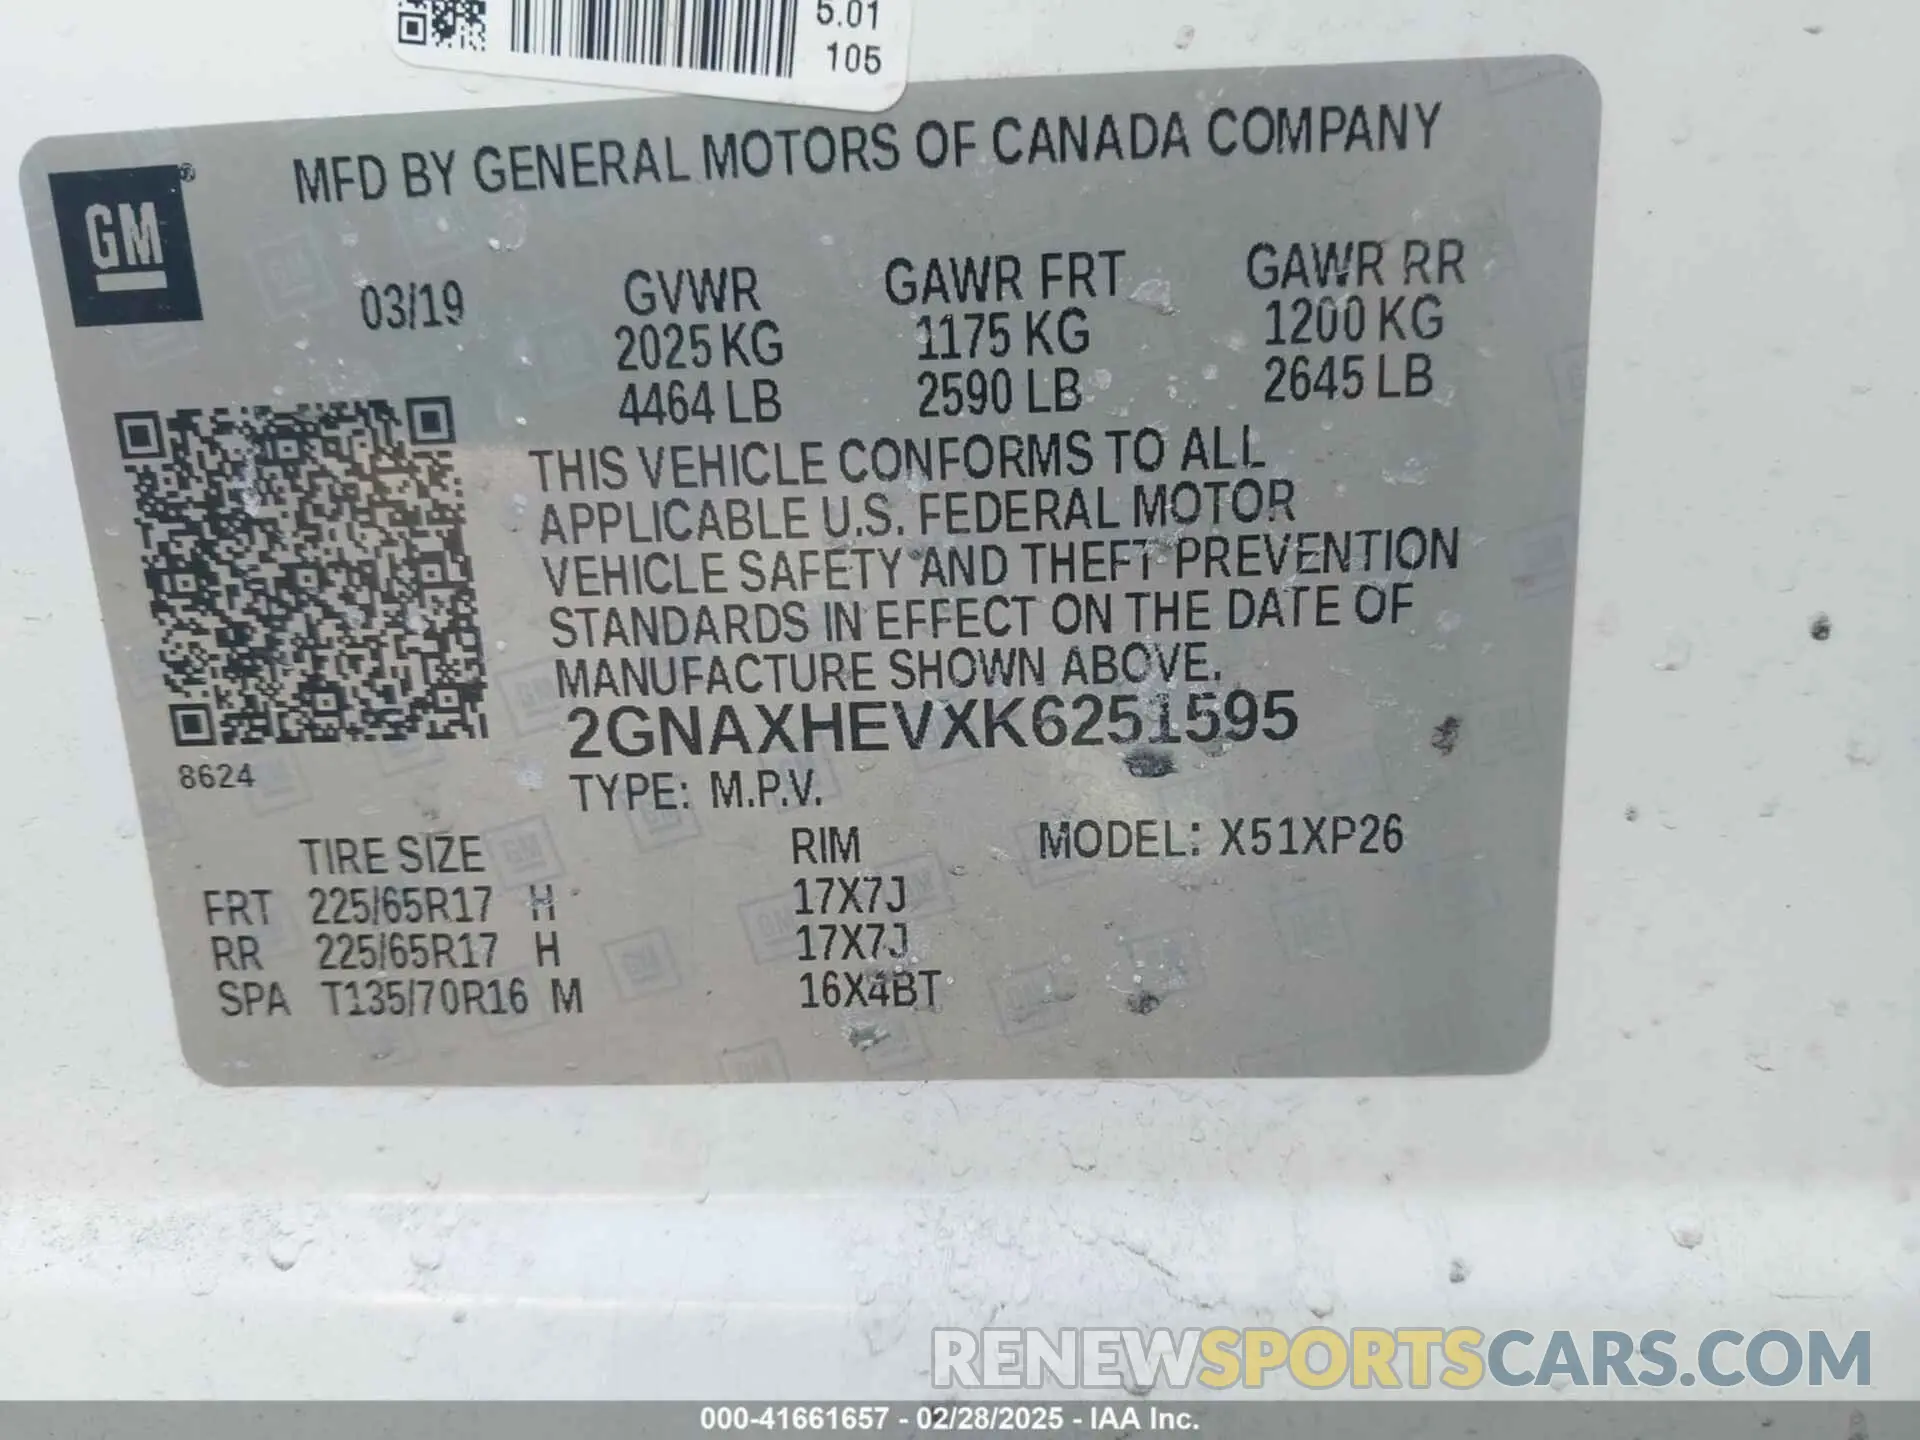 5.01
105
MFD BY GENERAL MOTORS OF CANADA COMPANY
GM
03/19 GVWR GAWR FRT GAWR RR
2025 KG 1175 KG 1200 KG
4464 LB 2590 LB 2645 LB
THIS VEHICLE CONFORMS TO ALL
APPLICABLE U.S. FEDERAL MOTOR
VEHICLE SAFETY AND THEFT PREVENTION
STANDARDS IN EFFECT ON THE DATE OF
MANUFACTURE SHOWN ABOVE.
2GNAXHEVXK6251595
8624
TYPE: M.P.V.
TIRE SIZE RIM MODEL: X51XP26
FRT 225/65R17 H 17X7J
RR 225/65R17 H 17X7J
SPA T135/70R16 M 16X4BT
RENEWSPORTSCARS.COM
000-41661657 - 02/28/2025 - IAA Inc.